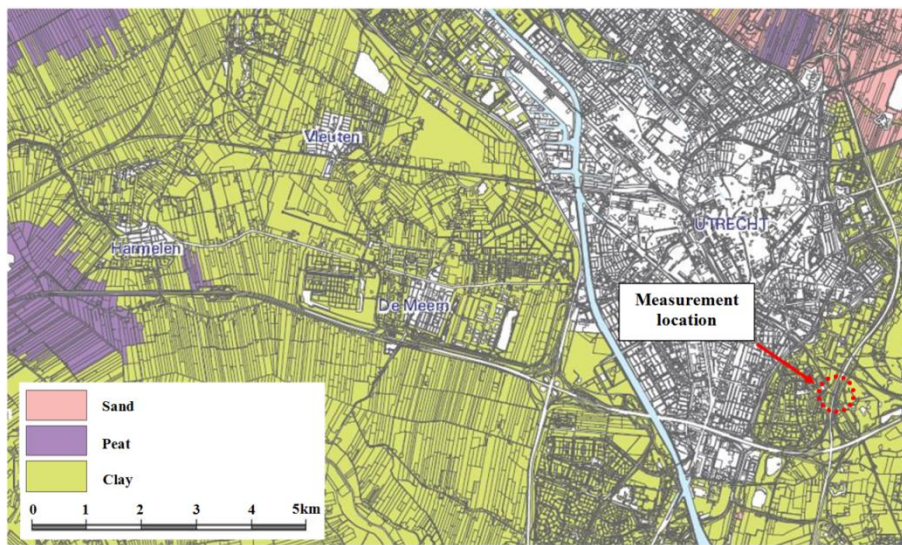 Vleuten
UTRECHT
Harmelen
De Meern
Measurement
location
Sand
Peat
Clay
0 1 2 3 4 5km